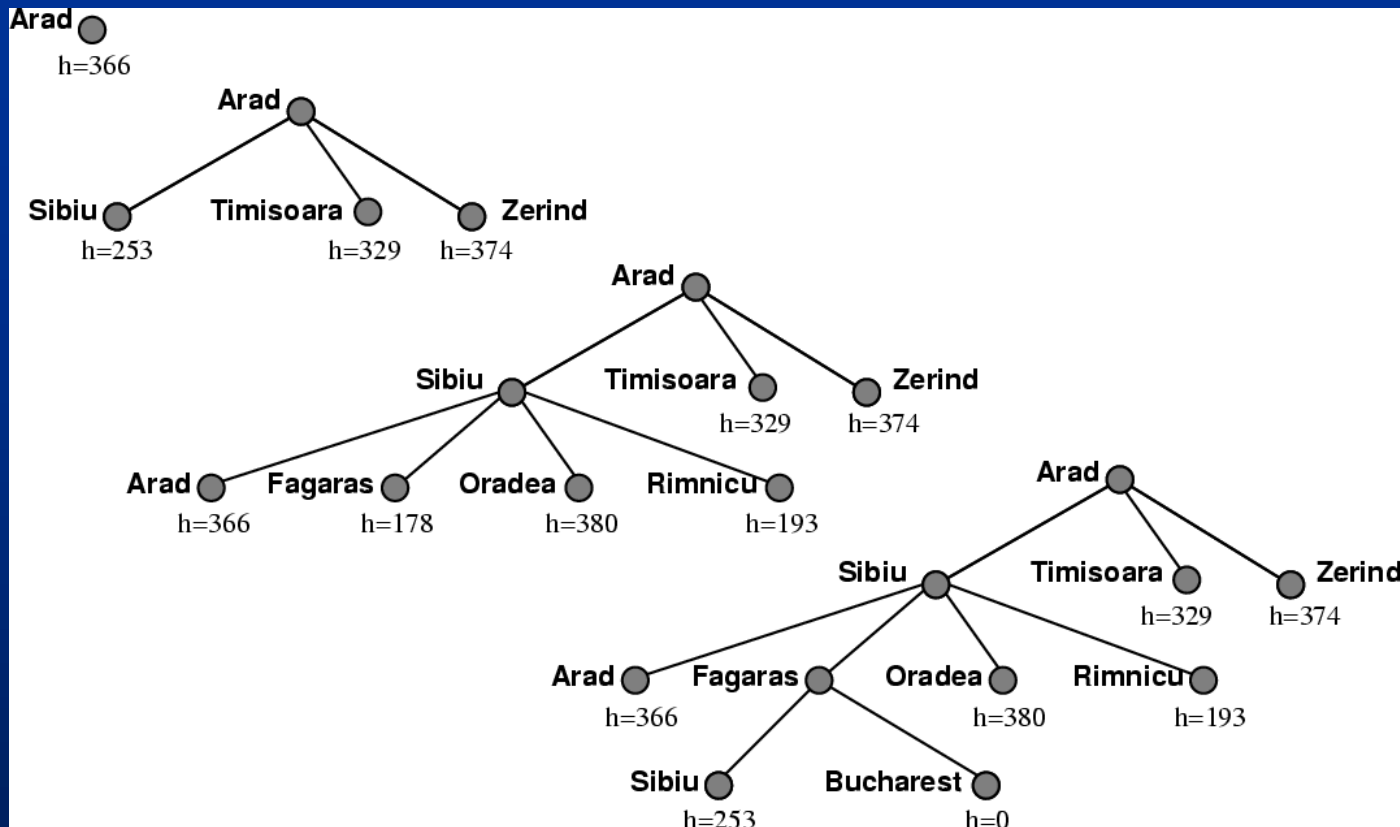 Arad
h=366
Arad
Sibiu Timisoara Zerind
h=253 h=329 h=374
Arad
Sibiu Timisoara Zerind
h=329 h=374
Arad Fagaras Oradea Rimnicu
h=366 h=178 h=380 h=193
Arad
Sibiu Timisoara Zerind
h=329 h=374
Arad Fagaras Oradea Rimnicu
h=366 h=380 h=193
Sibiu Bucharest
h=253 h=0